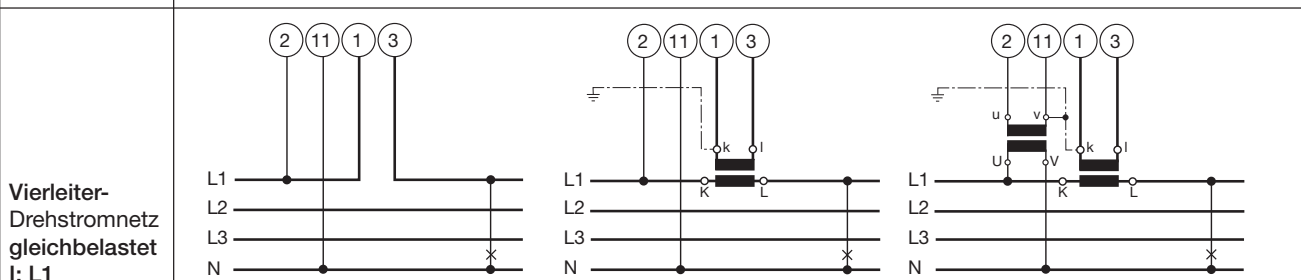 2 11 1 3
2 11 1 3
2 11 1 3
u v
k l
k l
U V
L1
K L
L1
K L
L1
L2
L2
L2
L3
L3
L3
N
N
N
Vierleiter-
Drehstromnetz
gleichbelastet
I: L1